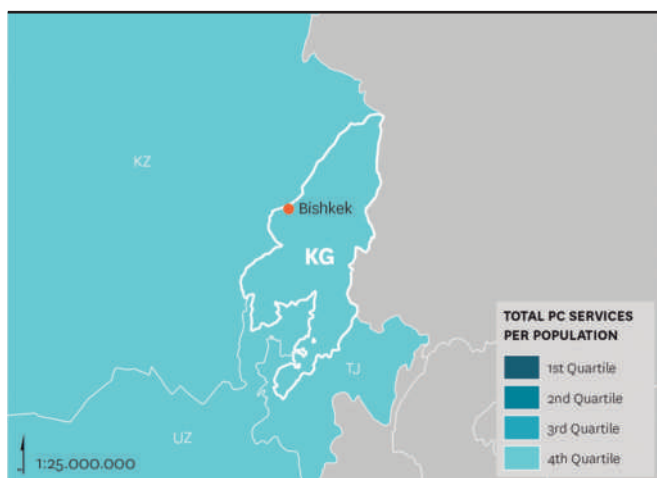 KZ
Bishkek
KG
TJ
UZ
1:25.000.000
TOTAL PC SERVICES
PER POPULATION
1st Quartile
2nd Quartile
3rd Quartile
4th Quartile